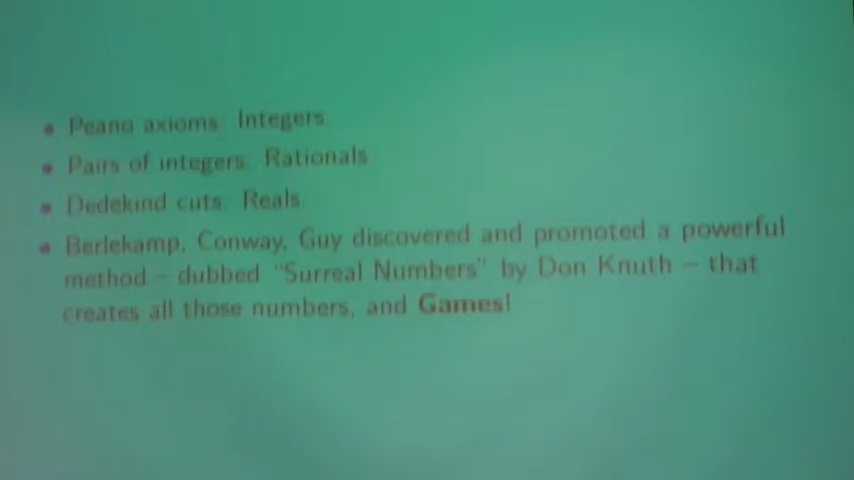 Peano axioms: Integers
Pairs of integers: Rationals
Dedekind cuts: Reals.
Berlekamp, Conway, Guy discovered and promoted a powerful
method – dubbed "Surreal Numbers" by Don Knuth – that
creates all those numbers, and Games!